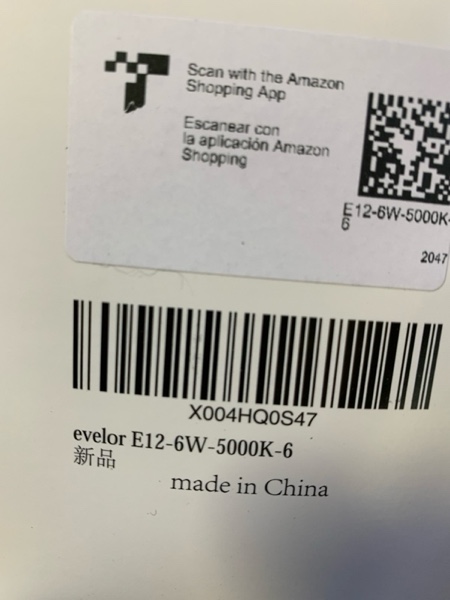 Scan with the Amazon
Shopping App
Escanear con
la aplicación Amazon
Shopping
E12-6W-5000K-
6
2047
X004HQ0S47
evelor E12-6W-5000K-6
新品
made in China